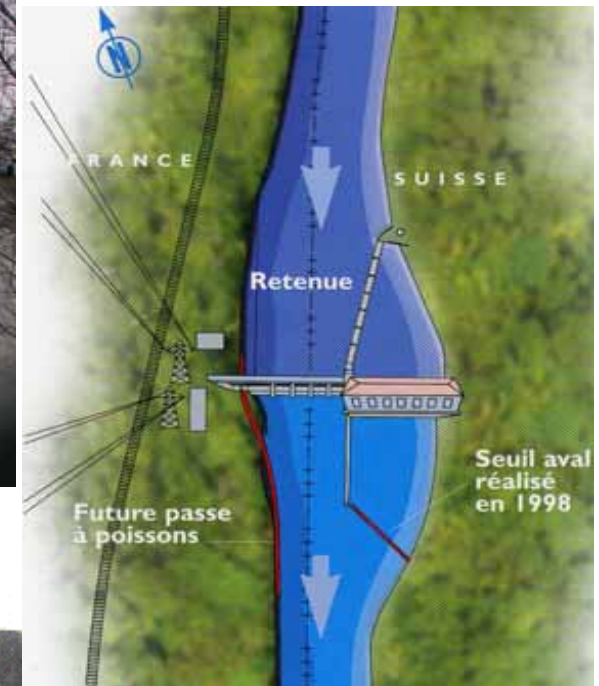 N
FRANCE
SUISSE
Retenue
Seuil aval
réalisé
en 1998
Future passe
à poissons